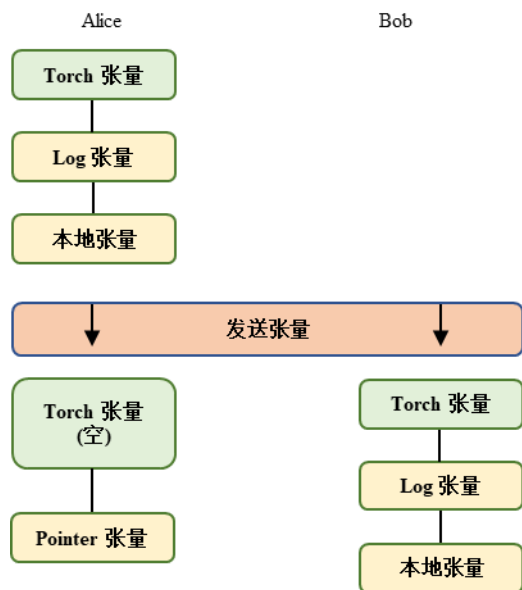 Alice
Bob
Torch 张量
Log 张量
本地张量
发送张量
Torch 张量
(空)
Pointer 张量
Torch 张量
Log 张量
本地张量